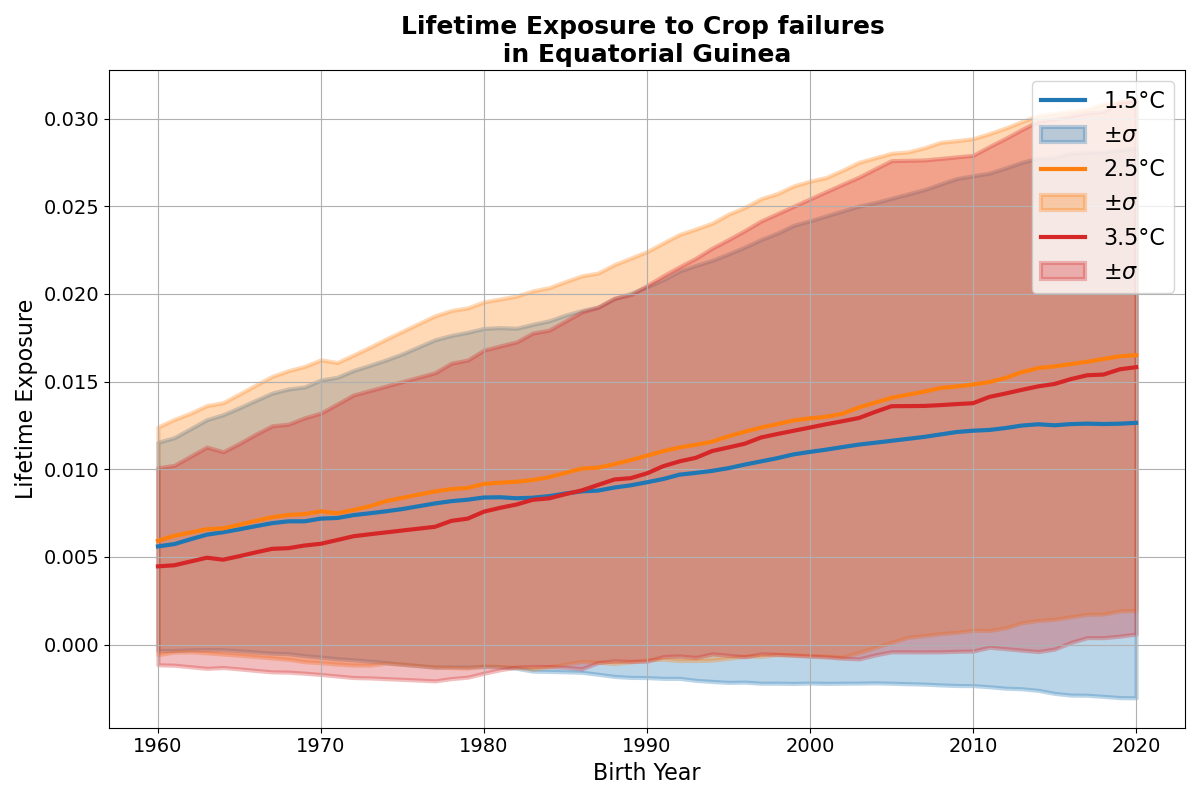 Lifetime Exposure to Crop failures
in Equatorial Guinea
Lifetime Exposure
0.030
0.025
0.020
0.015
0.010
0.005
0.000
1.5°C
±σ
2.5°C
±σ
3.5°C
±σ
1960
1970
1980
1990
2000
2010
2020
Birth Year